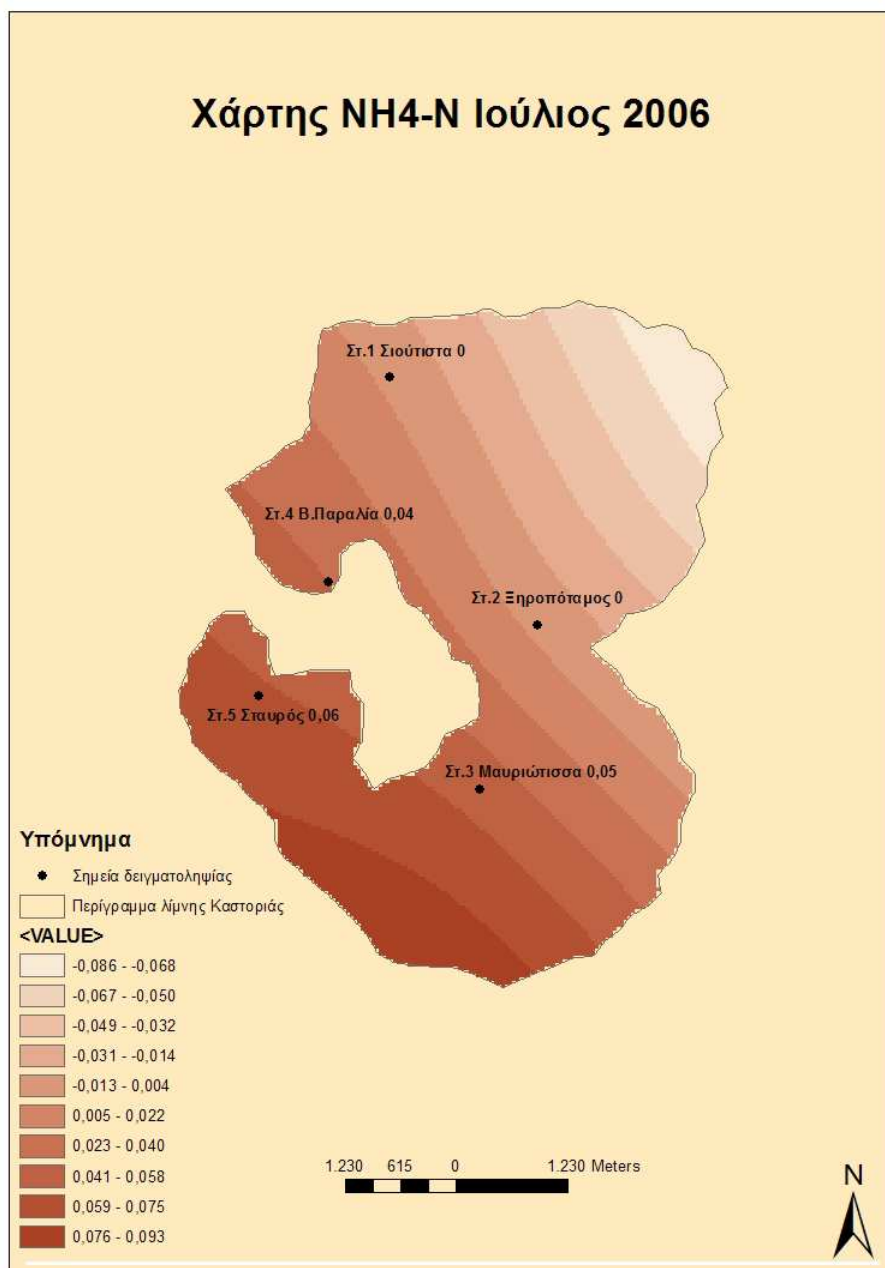 Χάρτης NH4-N Ιούλιος 2006
Στ.1 Σιούτιστα 0
Στ.4 Β.Παραλία 0,04
Στ.2 Ξηροπόταμος 0
Στ.5 Σταυρός 0,06
Στ.3 Μαυριώτισσα 0,05
Υπόμνημα
Σημεία δειγματοληψίας
Περίγραμμα λίμνης Καστοριάς
<VALUE>
-0,086 - -0,068
-0,067 - -0,050
-0,049 - -0,032
-0,031 - -0,014
-0,013 - 0,004
0,005 - 0,022
0,023 - 0,040
0,041 - 0,058
0,059 - 0,075
0,076 - 0,093
1.230 615 0 1.230 Meters
N